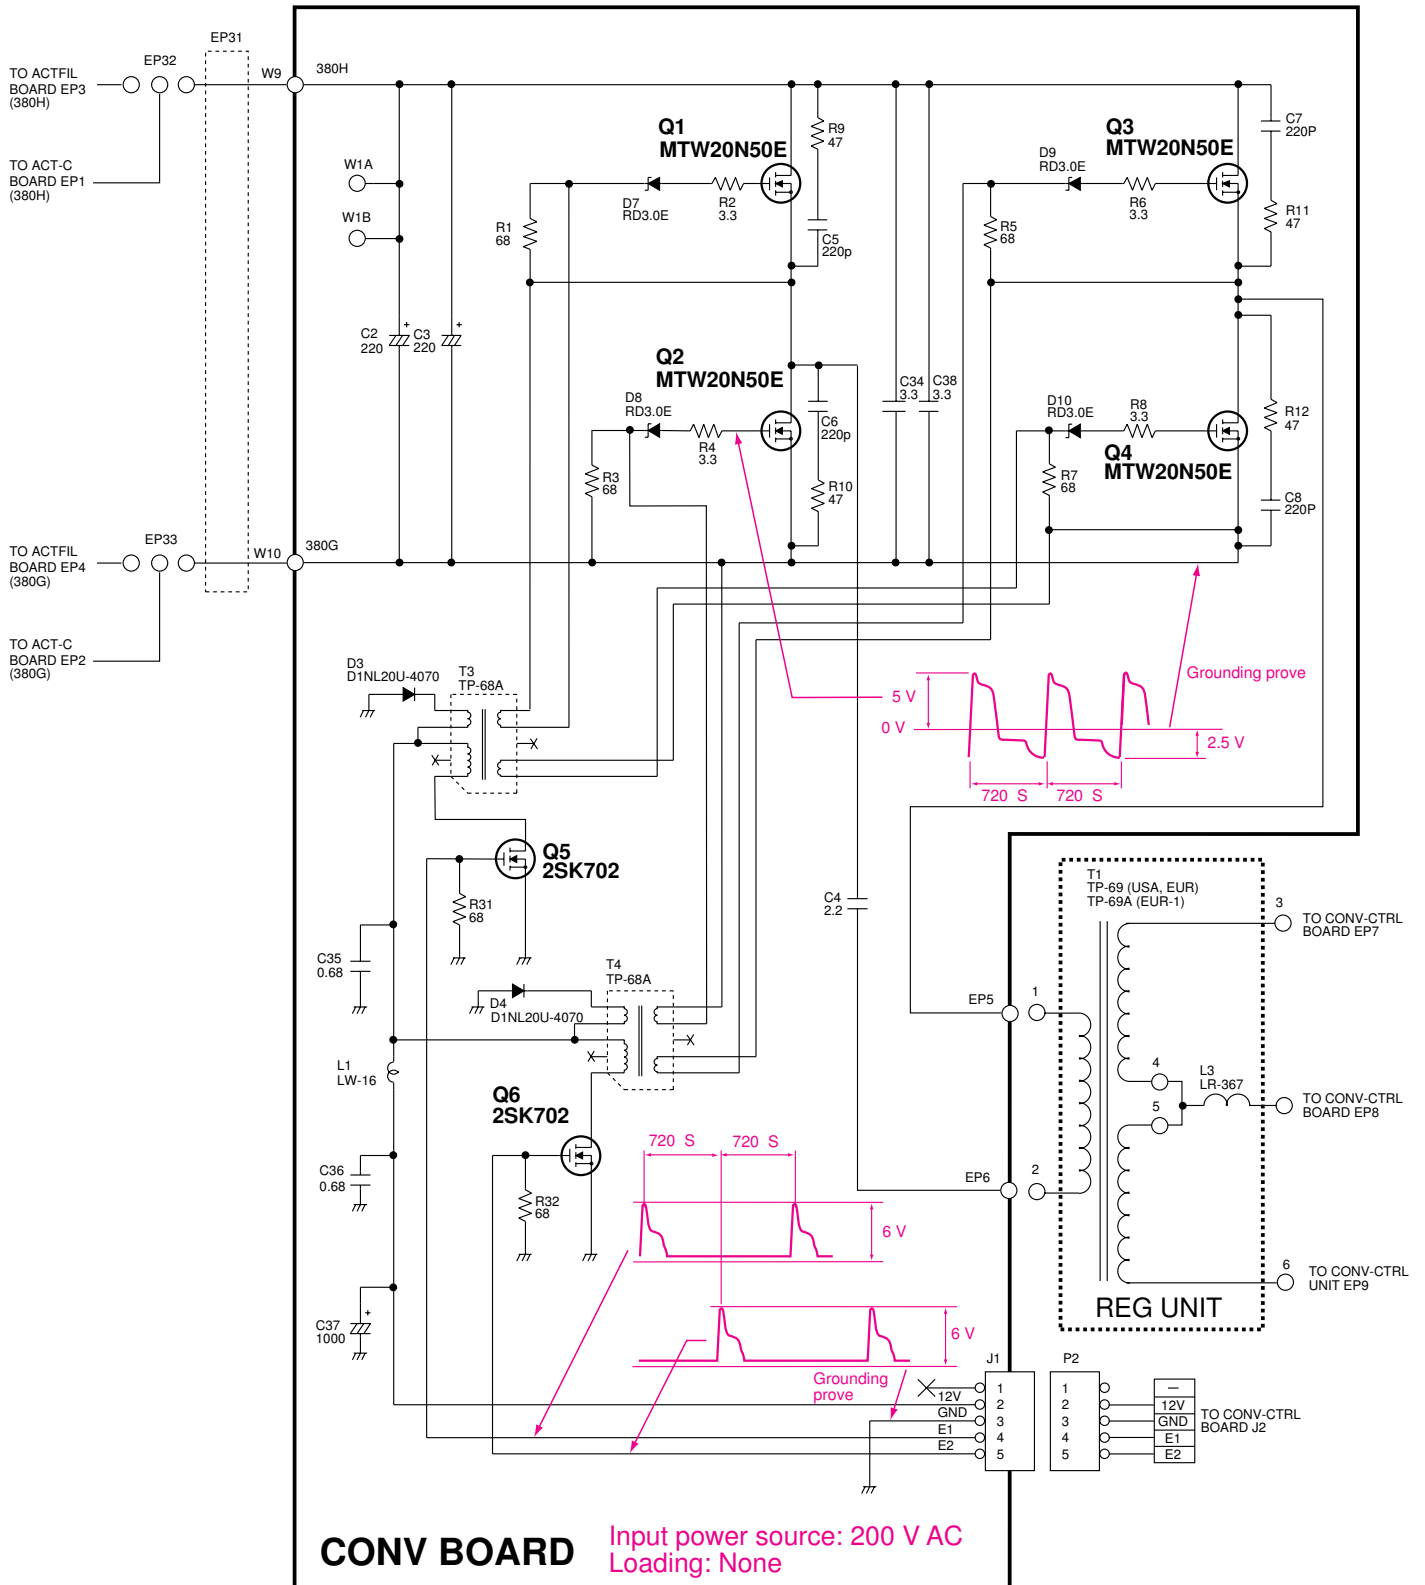 EP31
EP32
TO ACTFIL
BOARD EP3
(380H)
W9
380H
TO ACT-C
BOARD EP1
(380H)
W1A
W1B
C2
220
+
C3
220
+
R1
68
D7
RD3.0E
R2
3.3
Q1
MTW20N50E
R9
47
C5
220p
Q3
MTW20N50E
D9
RD3.0E
R6
3.3
R5
68
C7
220P
R11
47
Q2
MTW20N50E
D8
RD3.0E
R4
3.3
R3
68
C6
220p
R10
47
C34
3.3
C38
3.3
D10
RD3.0E
R8
3.3
Q4
MTW20N50E
R7
68
R12
47
C8
220P
EP33
TO ACTFIL
BOARD EP4
(380G)
W10
380G
TO ACT-C
BOARD EP2
(380G)
D3
D1NL20U-4070
T3
TP-68A
5 V
0 V
2.5 V
720 S
720 S
Grounding prove
Q5
2SK702
R31
68
C35
0.68
C4
2.2
T4
TP-68A
D4
D1NL20U-4070
L1
LW-16
Q6
2SK702
R32
68
C36
0.68
C37
1000
+
720 S
720 S
6 V
6 V
Grounding
prove
T1
TP-69 (USA, EUR)
TP-69A (EUR-1)
3
TO CONV-CTRL
BOARD EP7
EP5
1
4
L3
LR-367
5
TO CONV-CTRL
BOARD EP8
EP6
2
6
TO CONV-CTRL
UNIT EP9
REG UNIT
J1
P2
1
1
–
12V
2
2
12V
GND
3
3
GND
E1
4
4
E1
E2
5
5
E2
TO CONV-CTRL
BOARD J2
CONV BOARD
Input power source: 200 V AC
Loading: None